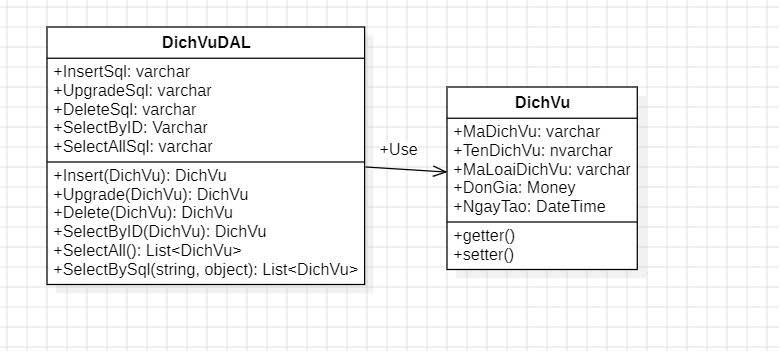 DichVuDAL
+InsertSql: varchar
+UpgradeSql: varchar
+DeleteSql: varchar
+SelectByID: Varchar
+SelectAllSql: varchar
+Insert(DichVu): DichVu
+Upgrade(DichVu): DichVu
+Delete(DichVu): DichVu
+SelectByID(DichVu): DichVu
+SelectAll(): List<DichVu>
+SelectBySql(string, object): List<DichVu>
+Use
DichVu
+MaDichVu: varchar
+TenDichVu: nvarchar
+MaLoaiDichVu: varchar
+DonGia: Money
+NgayTao: DateTime
+getter()
+setter()